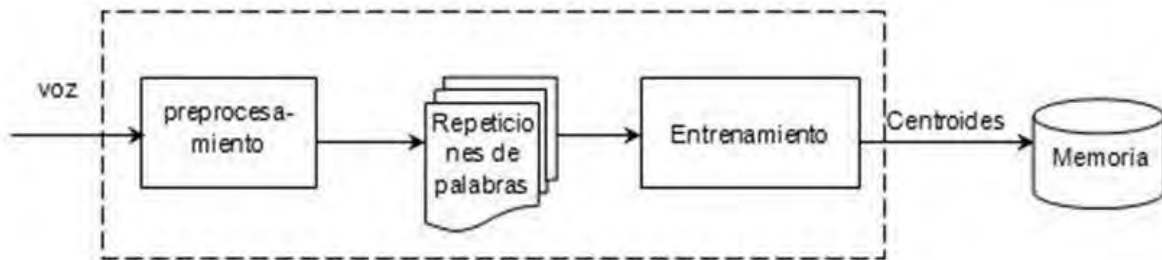 voz
preprocesa-
miento
Repeticio
nes de
palabras
Entrenamiento
Centroides
Memoria